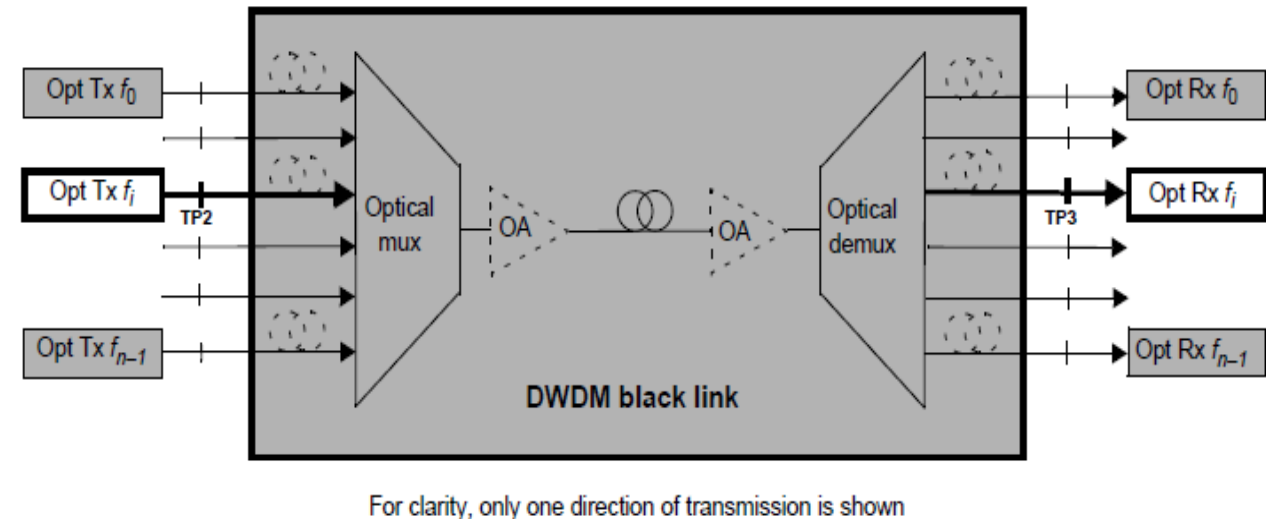 Opt Tx f0
Opt Rx f0
Opt Tx fi
Opt Rx fi
TP2
TP3
Optical
mux
OA
OA
Optical
demux
Opt Tx fn–1
Opt Rx fn–1
DWDM black link
For clarity, only one direction of transmission is shown